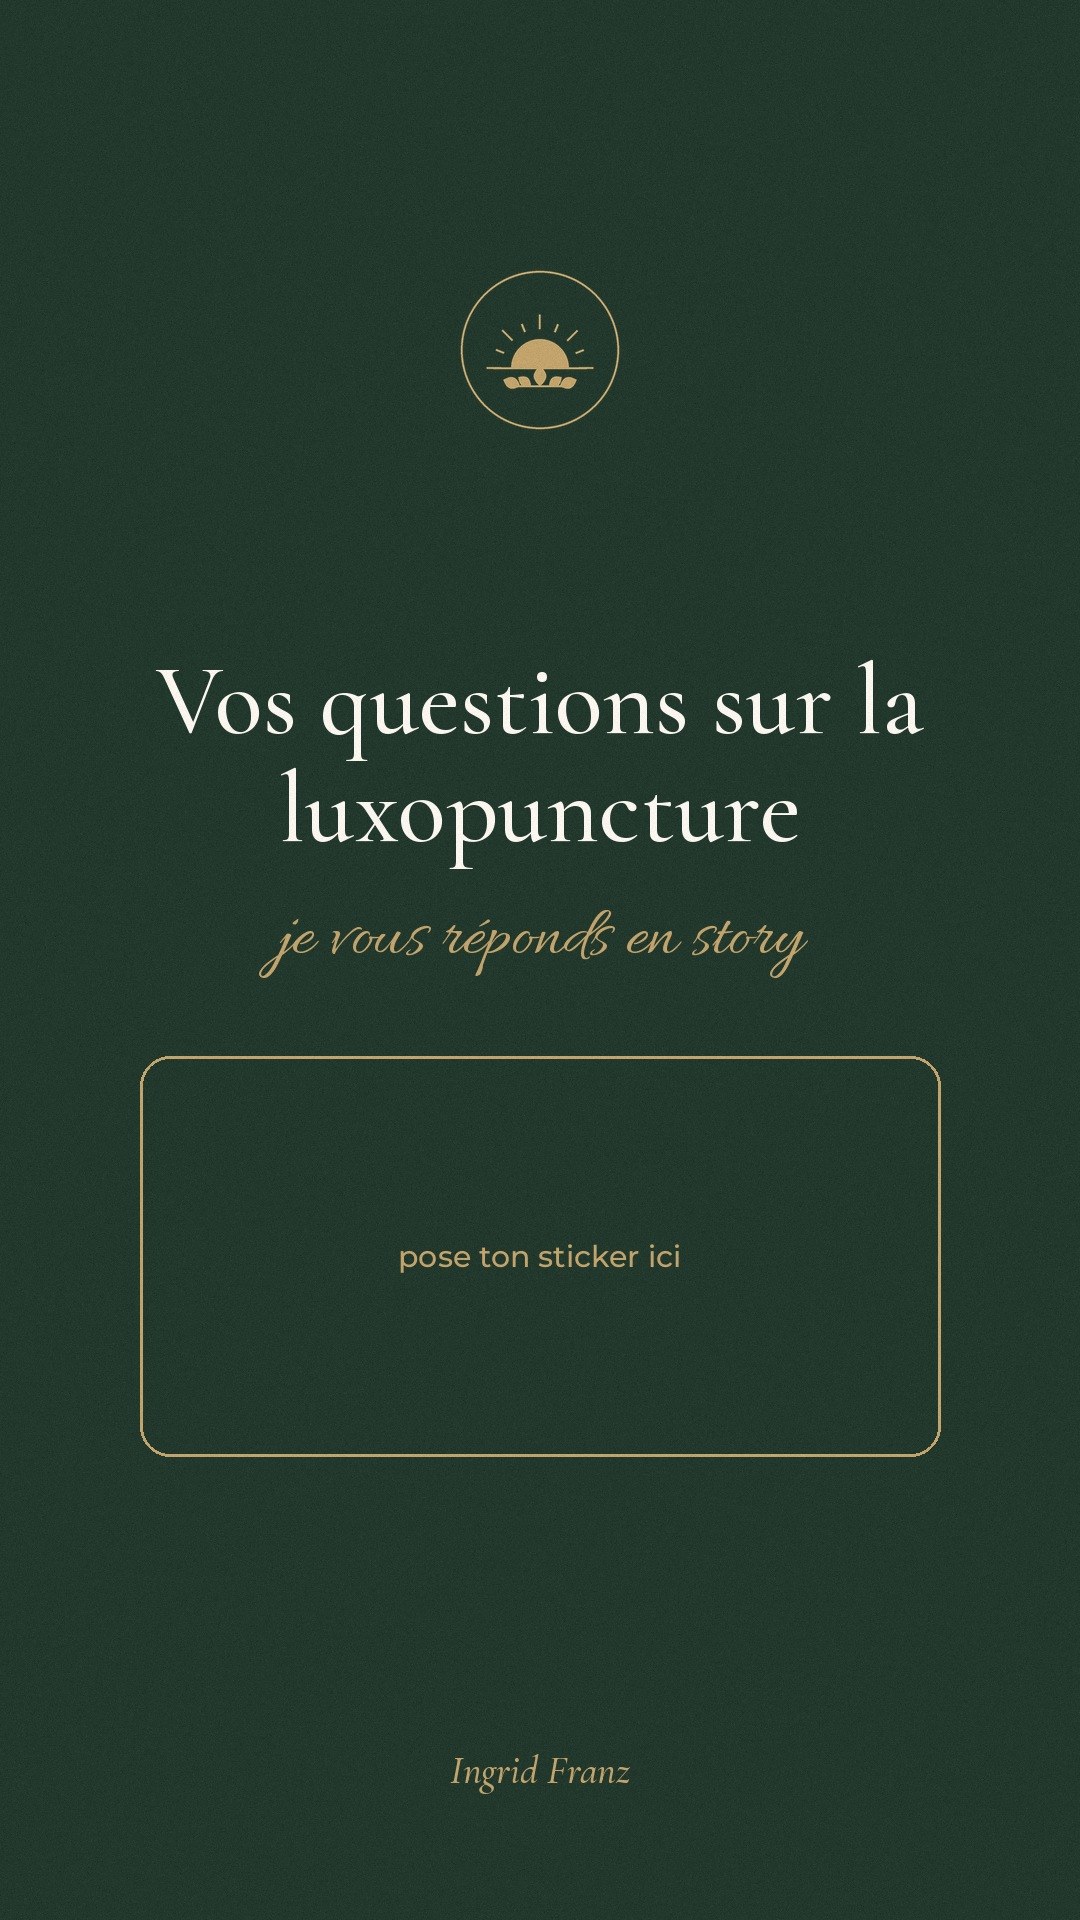 Vos questions sur la
luxopuncture
je vous réponds en story
pose ton sticker ici
Ingrid Franz